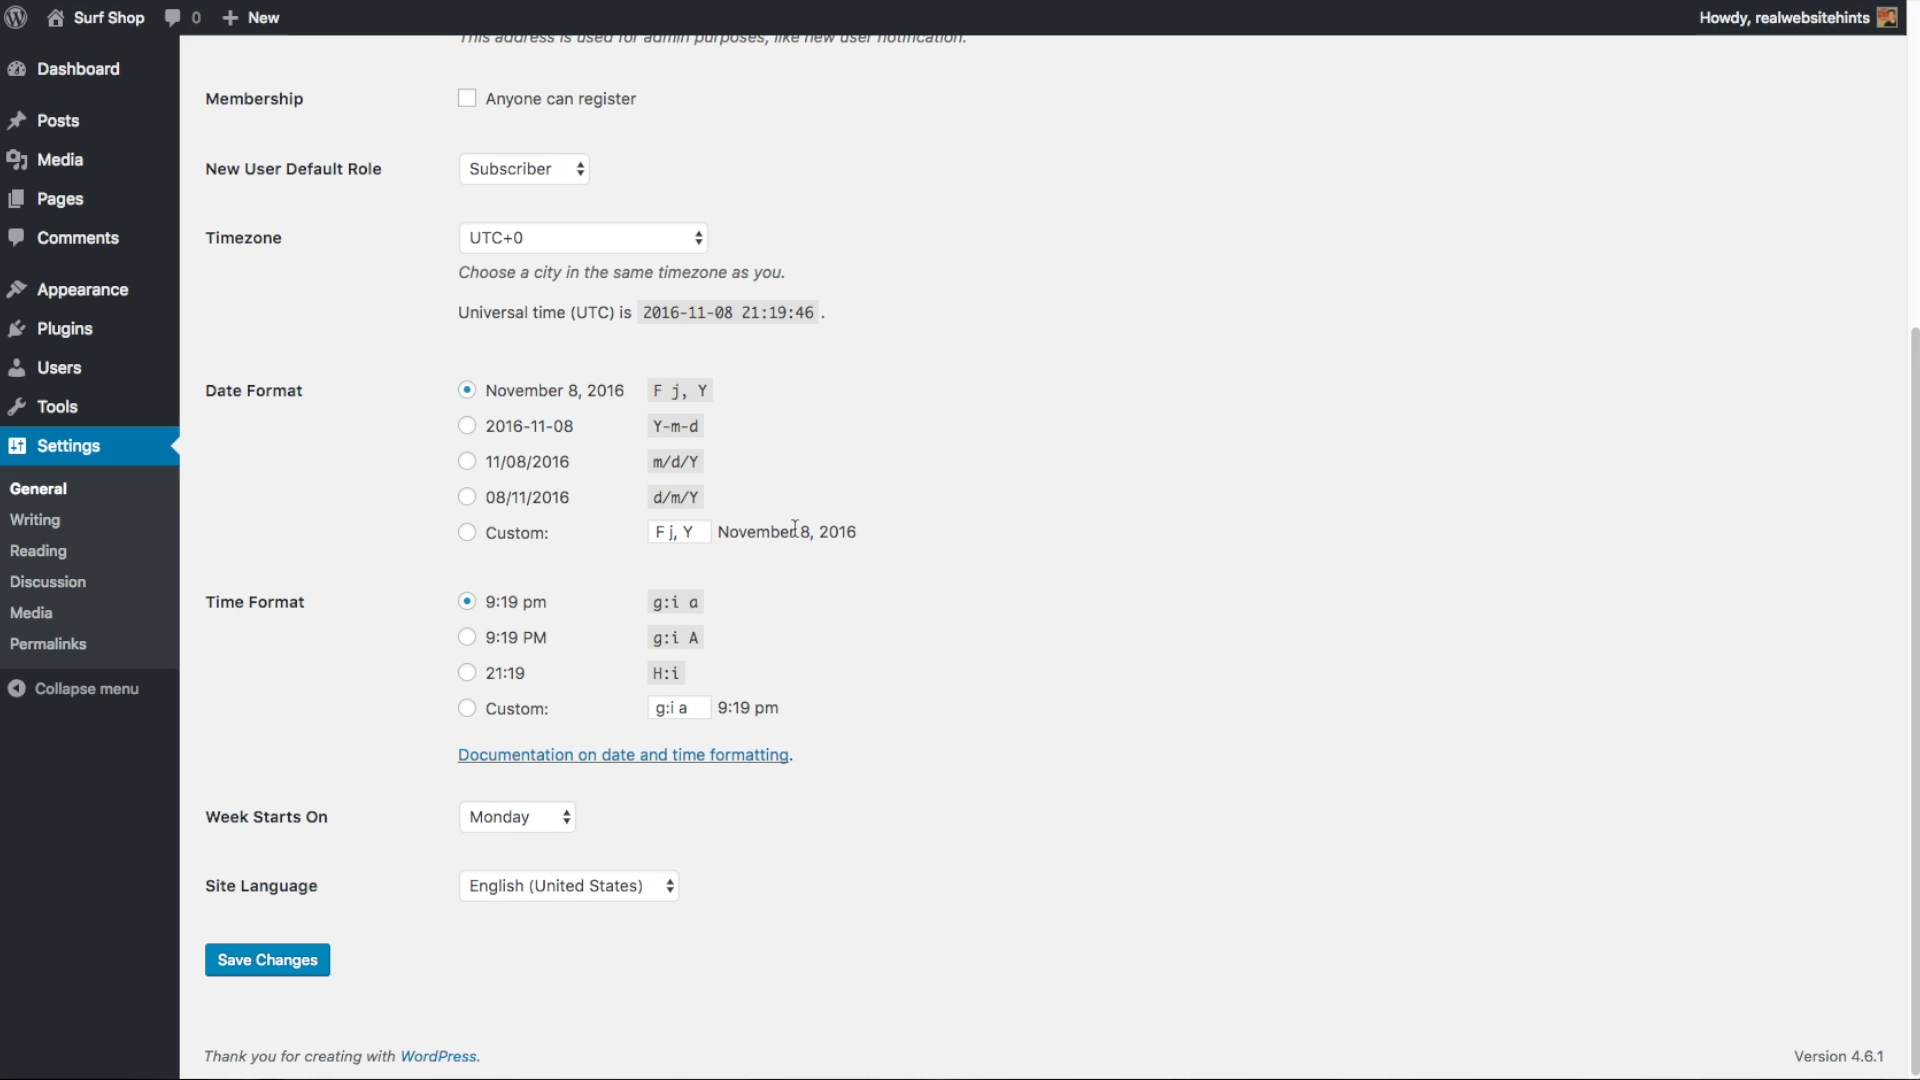 Surf Shop 0 New Howdy, realwebsitehints
This address is used for admin purposes, like new user notification.
Dashboard
Posts
Media
Pages
Comments
Appearance
Plugins
Users
Tools
Settings
General
Writing
Reading
Discussion
Media
Permalinks
Collapse menu
Membership Anyone can register
New User Default Role Subscriber
Timezone UTC+0
Choose a city in the same timezone as you.
Universal time (UTC) is 2016-11-08 21:19:46 .
Date Format November 8, 2016 F j, Y
2016-11-08 Y-m-d
11/08/2016 m/d/Y
08/11/2016 d/m/Y
Custom: F j, Y November 8, 2016
Time Format 9:19 pm g:i a
9:19 PM g:i A
21:19 H:i
Custom: g:i a 9:19 pm
Documentation on date and time formatting.
Week Starts On Monday
Site Language English (United States)
Save Changes
Thank you for creating with WordPress. Version 4.6.1